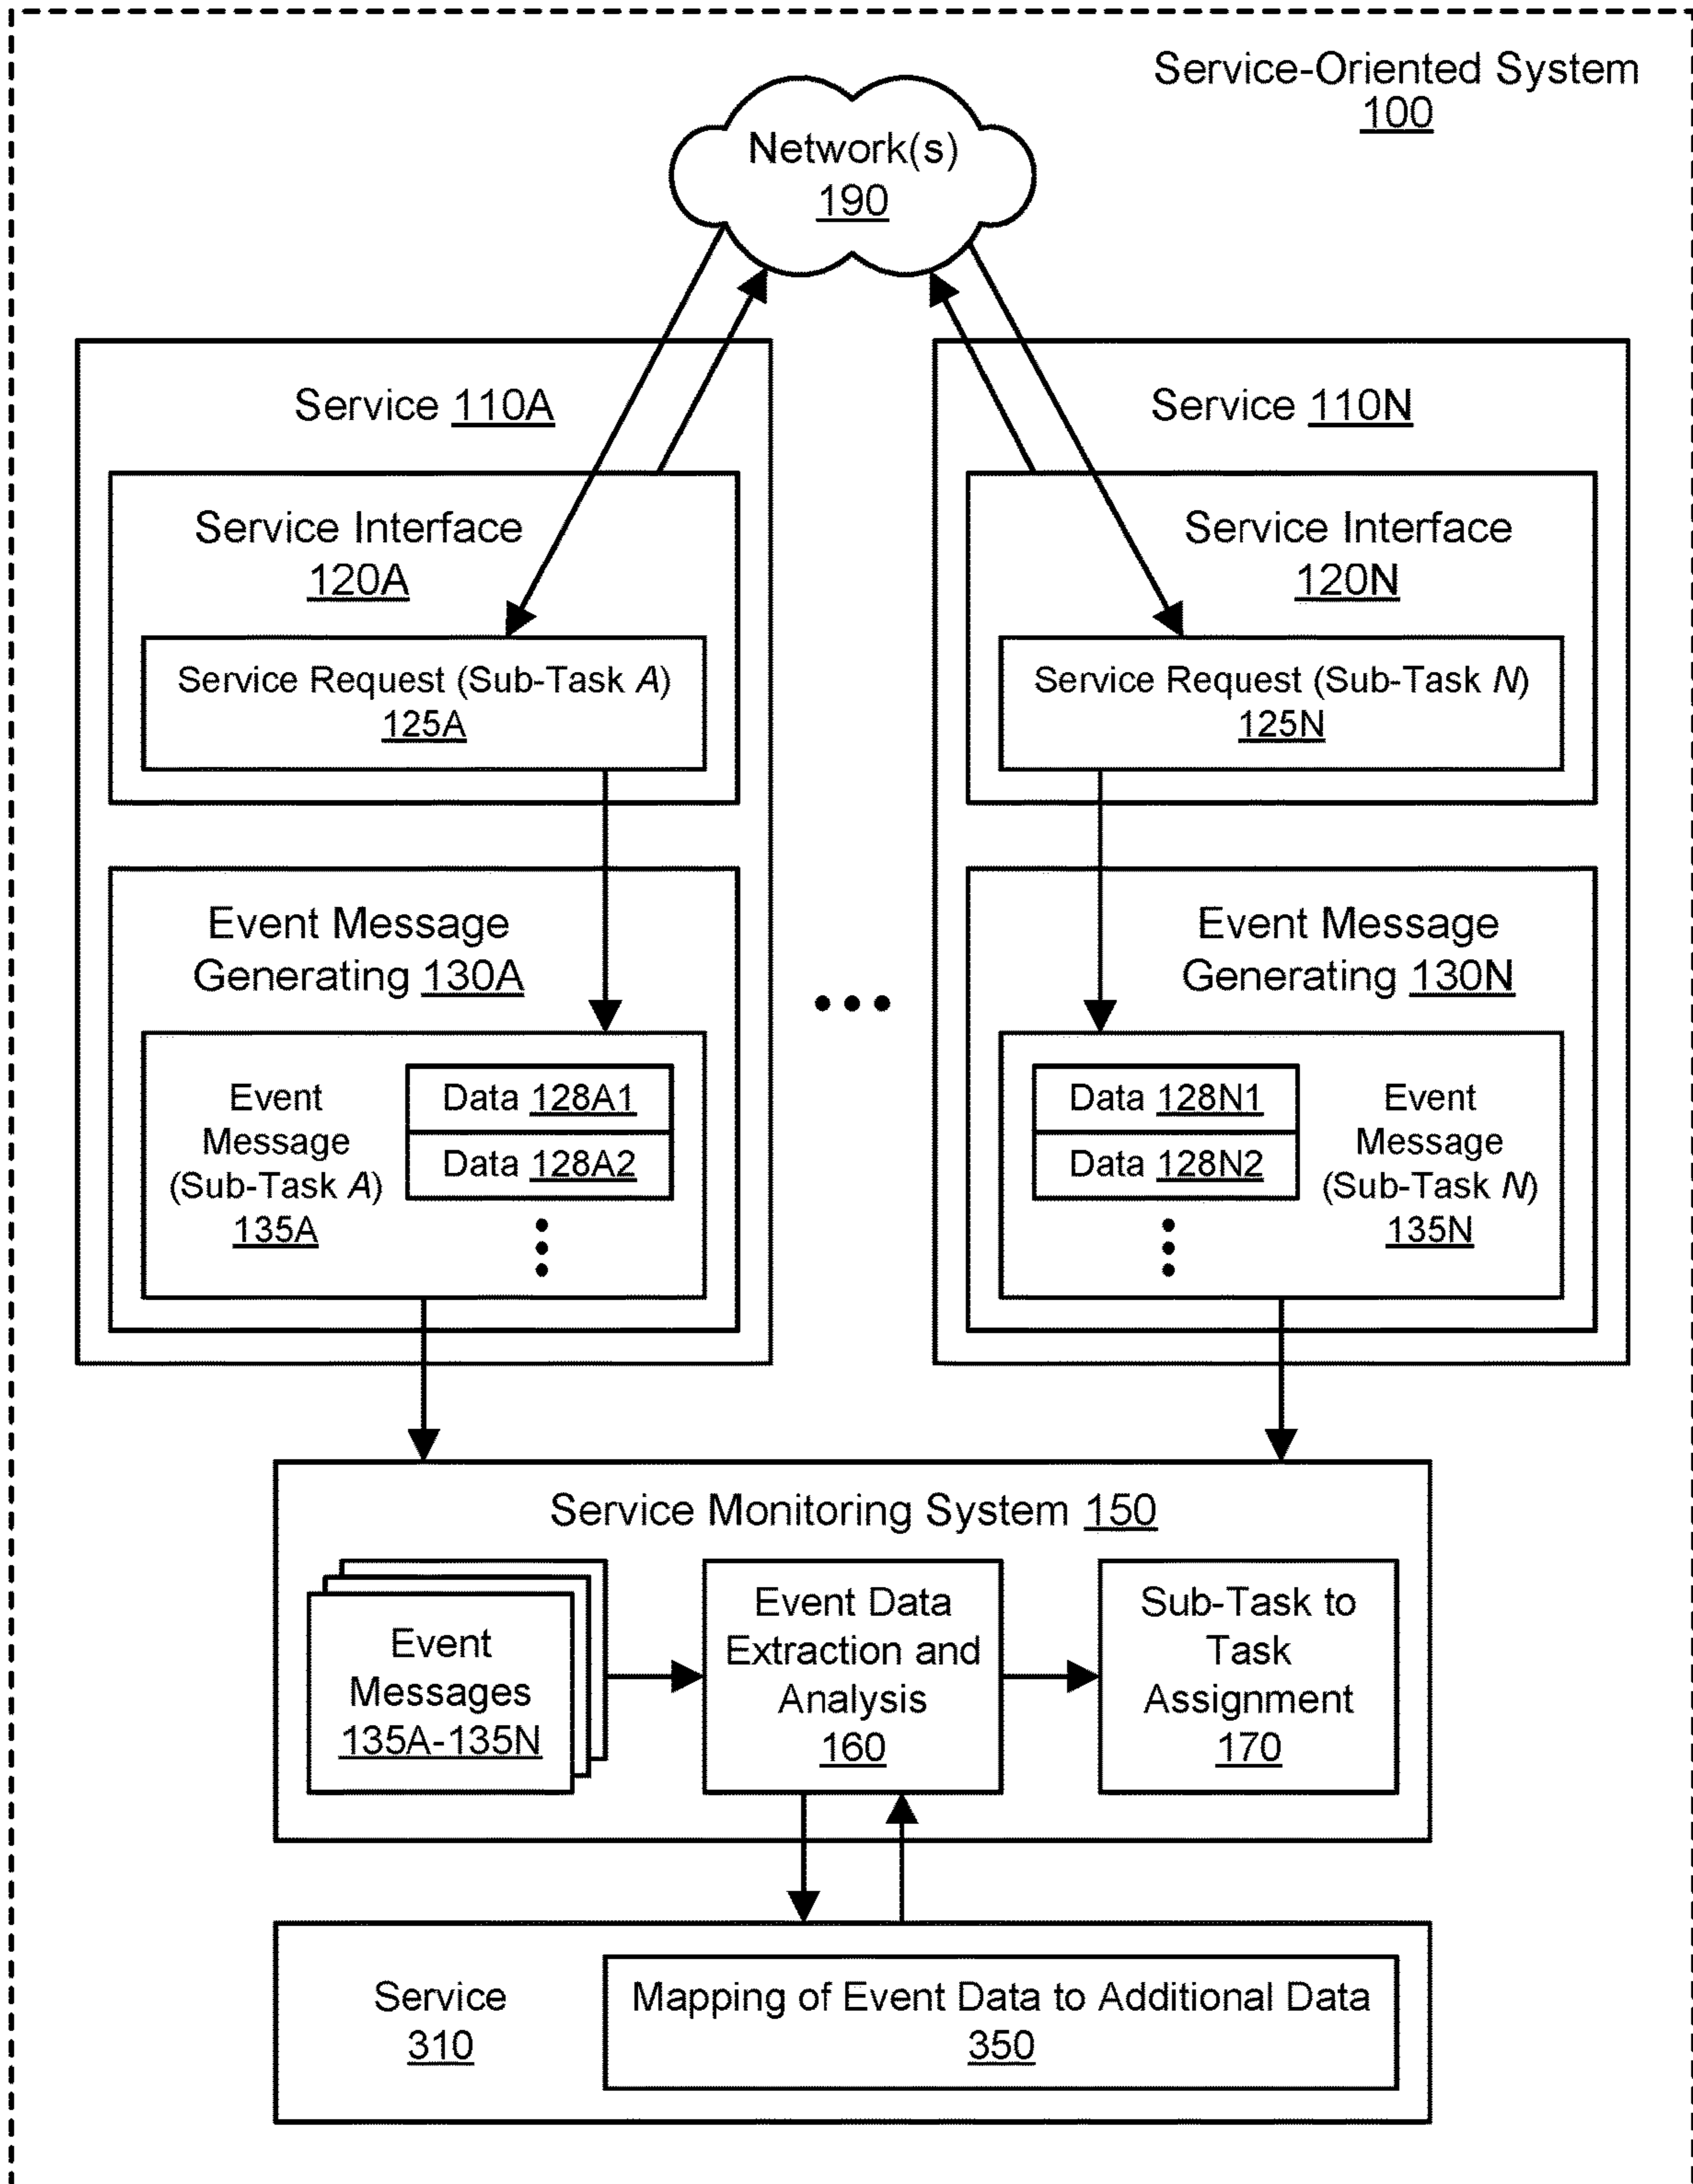 Service-Oriented System
100
Network(s)
190
Service 110A
Service Interface
120A
Service Request (Sub-Task A)
125A
Event Message
Generating 130A
Event
Message
(Sub-Task A)
135A
Data 128A1
Data 128A2
Service 110N
Service Interface
120N
Service Request (Sub-Task N)
125N
Event Message
Generating 130N
Data 128N1
Data 128N2
Event
Message
(Sub-Task N)
135N
Service Monitoring System 150
Event
Messages
135A-135N
Event Data
Extraction and
Analysis
160
Sub-Task to
Task
Assignment
170
Service
310
Mapping of Event Data to Additional Data
350